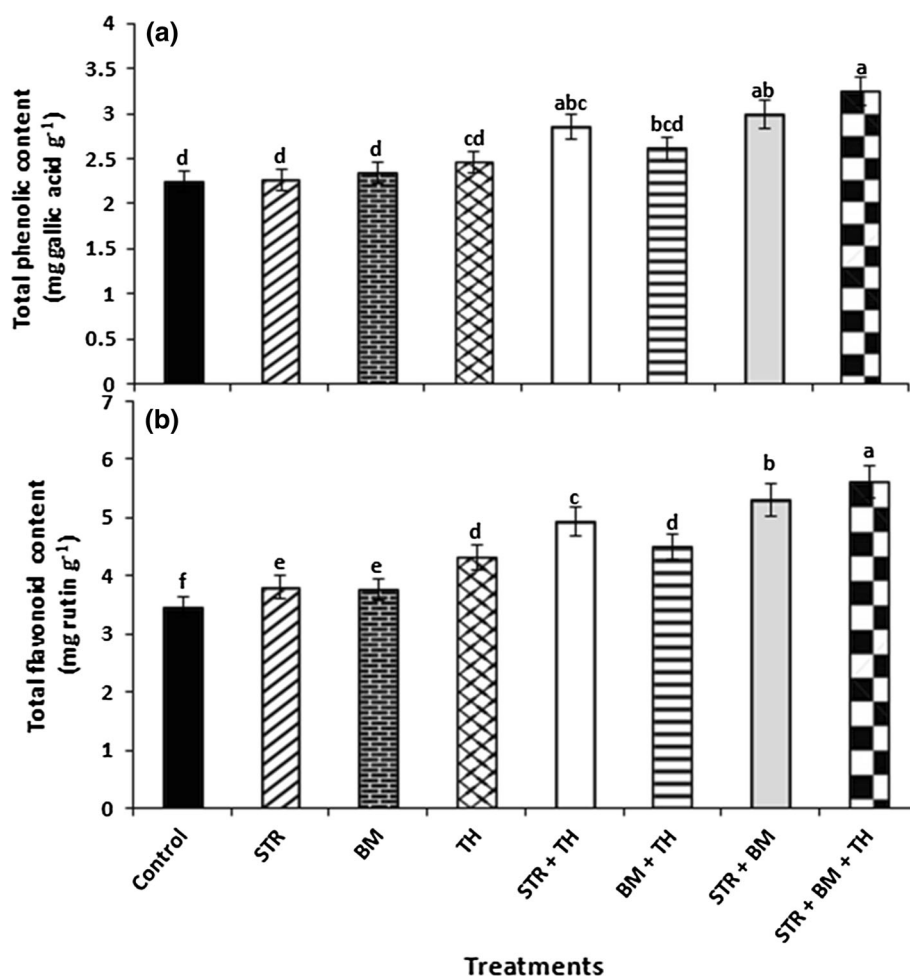 (a)
Total phenolic content
(mg gallic acid g-1)
4
3.5
3
2.5
2
1.5
1
0.5
0
d
d
d
cd
abc
bcd
ab
a
(b)
Total flavonoid content
(mg rutin g-1)
7
6
5
4
3
2
1
0
f
e
e
d
c
d
b
a
Control
STR
BM
TH
STR + TH
BM + TH
STR + BM
STR + BM + TH
Treatments